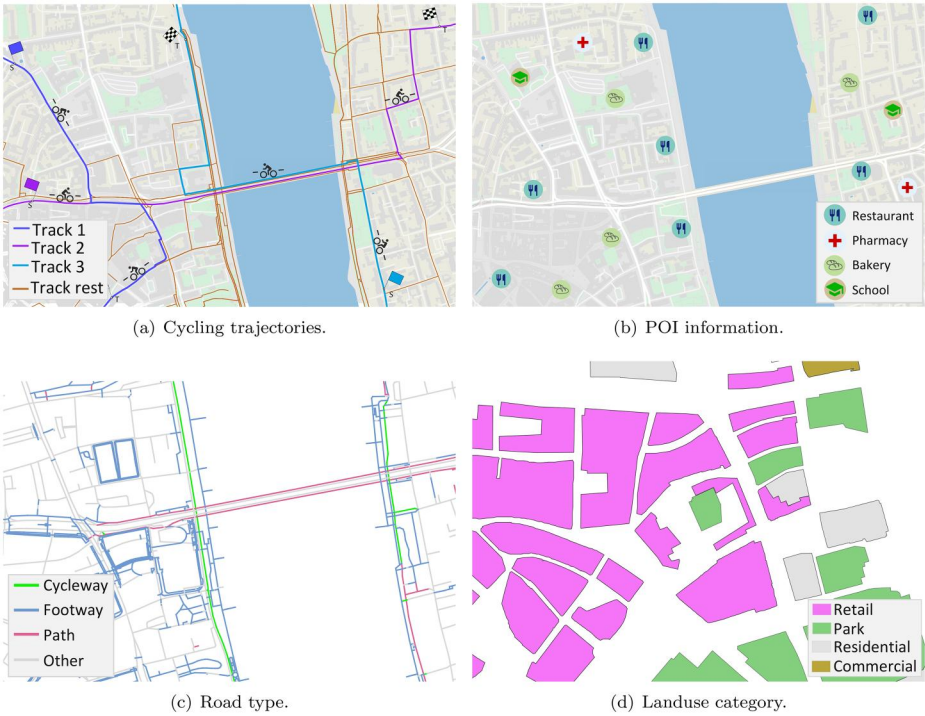 T
T
S
S
Track 1
Track 2
Track 3
Track rest
S
T
(a) Cycling trajectories.
Restaurant
Pharmacy
Bakery
School
(b) POI information.
Cycleway
Footway
Path
Other
(c) Road type.
Retail
Park
Residential
Commercial
(d) Landuse category.